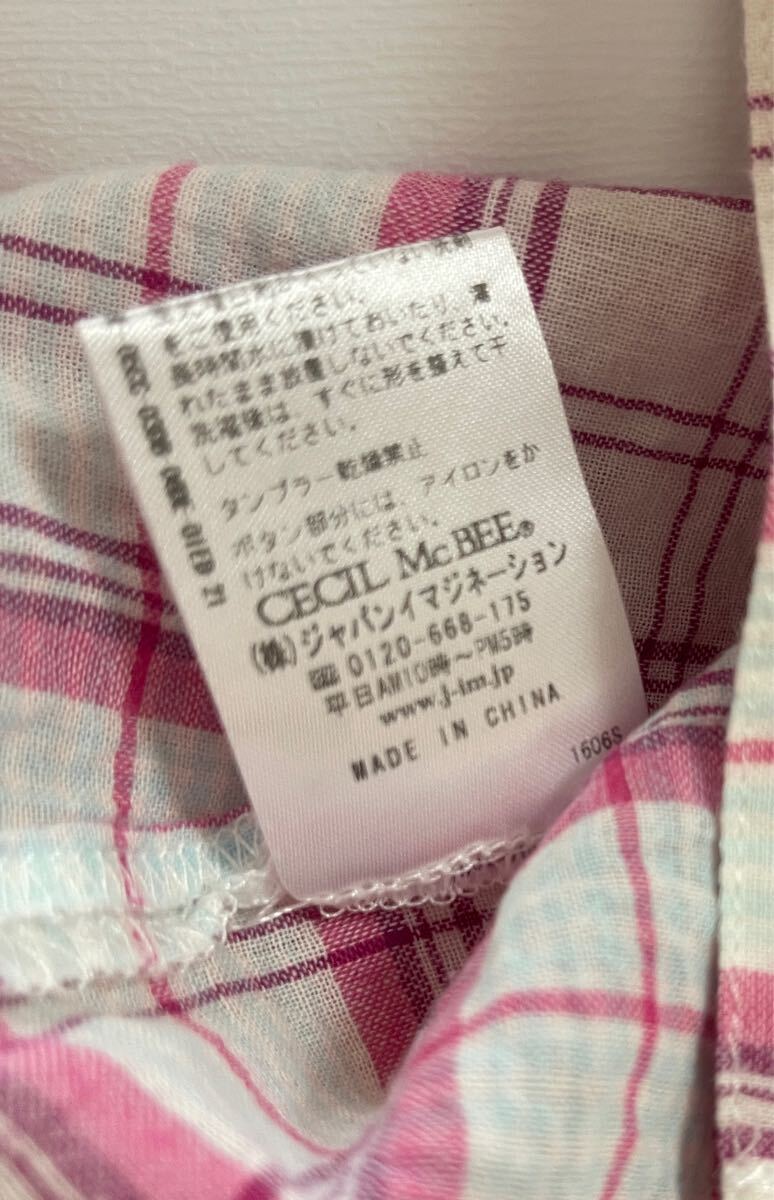 をご使用ください。
長時間水に漬けておいたり、濡
れたまま放置しないでください。
洗濯後は すぐに形を整えて干
してください。
タンブラー乾燥禁止
ボタン部分には、アイロンをか
けないでください。
CECIL McBEE®
(株)ジャパンイマジネーション
0120-668-175
平日AM10時～PM5時
www.j-im.jp
MADE IN CHINA
1606S